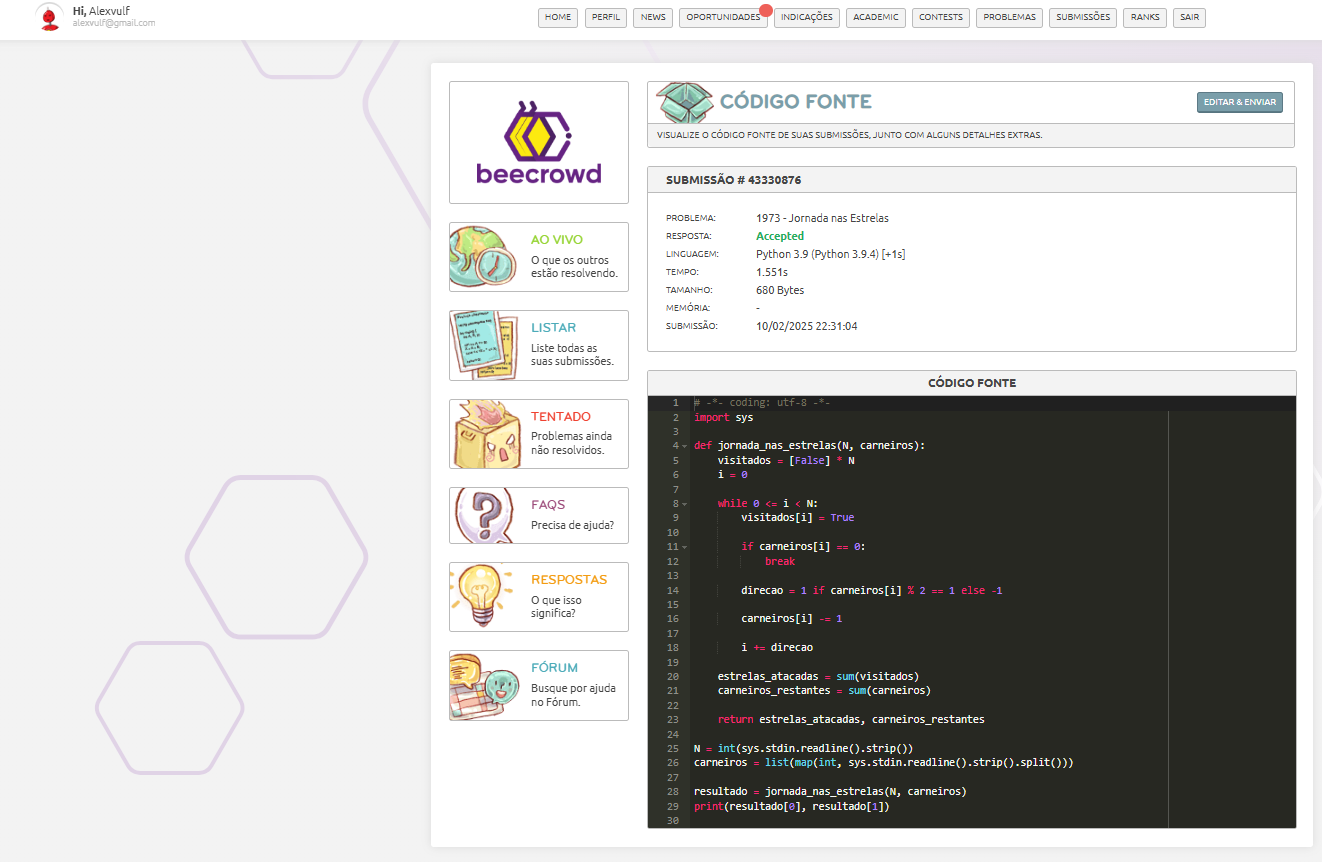 Hi, Alexvulf
alexvulf@gmail.com
HOME PERFIL NEWS OPORTUNIDADES INDICAÇÕES ACADEMIC CONTESTS PROBLEMAS SUBMISSÕES RANKS SAIR
beecrowd
AO VIVO
O que os outros
estão resolvendo.
LISTAR
Liste todas as
suas submissões.
TENTADO
Problemas ainda
não resolvidos.
FAQS
Precisa de ajuda?
RESPOSTAS
O que isso
significa?
FÓRUM
Busque por ajuda
no Fórum.
CÓDIGO FONTE
EDITAR & ENVIAR
VISUALIZE O CÓDIGO FONTE DE SUAS SUBMISSÕES, JUNTO COM ALGUNS DETALHES EXTRAS.
SUBMISSÃO # 43330876
PROBLEMA: 1973 - Jornada nas Estrelas
RESPOSTA: Accepted
LINGUAGEM: Python 3.9 (Python 3.9.4) [+1s]
TEMPO: 1.551s
TAMANHO: 680 Bytes
MEMÓRIA: -
SUBMISSÃO: 10/02/2025 22:31:04
CÓDIGO FONTE
1 # -*- coding: utf-8 -*-
2 import sys
3
4 def jornada_nas_estrelas(N, carneiros):
5 visitados = [False] * N
6 i = 0
7
8 while 0 <= i < N:
9 visitados[i] = True
10
11 if carneiros[i] == 0:
12 break
13
14 direcao = 1 if carneiros[i] % 2 == 1 else -1
15
16 carneiros[i] -= 1
17
18 i += direcao
19
20 estrelas_atacadas = sum(visitados)
21 carneiros_restantes = sum(carneiros)
22
23 return estrelas_atacadas, carneiros_restantes
24
25 N = int(sys.stdin.readline().strip())
26 carneiros = list(map(int, sys.stdin.readline().strip().split()))
27
28 resultado = jornada_nas_estrelas(N, carneiros)
29 print(resultado[0], resultado[1])
30